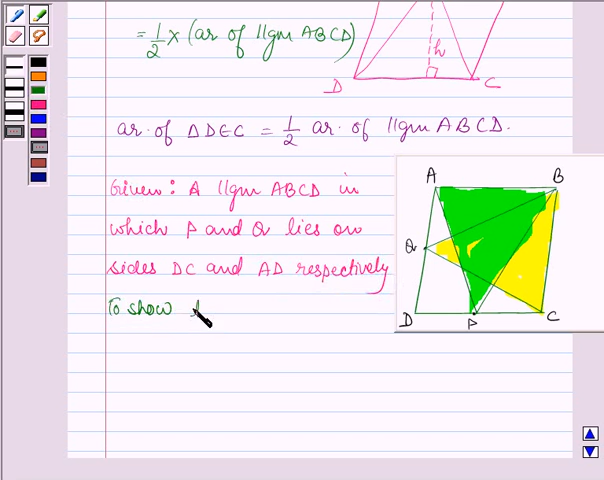 = 1/2 x (ar of ||gm ABCD)
h
D C
ar. of ΔDEC = 1/2 ar. of ||gm ABCD.
Given: A ||gm ABCD in
which P and Q lies on
sides DC and AD respectively
To show
A B
Q
D P C